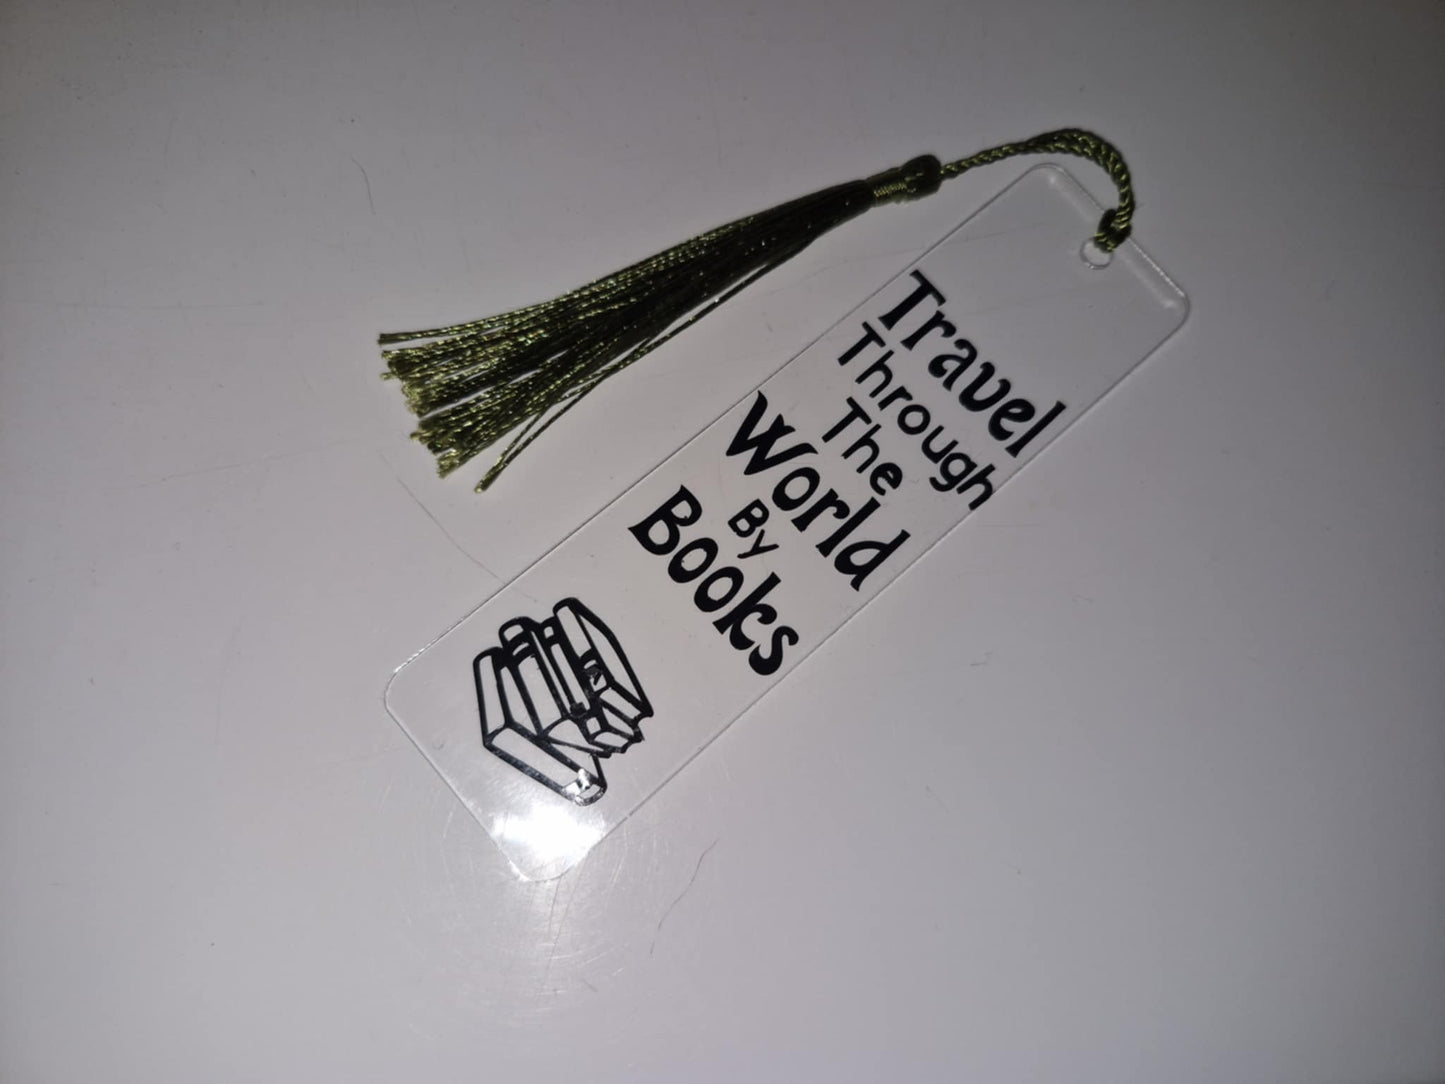 Travel
Through
The
World
By
Books